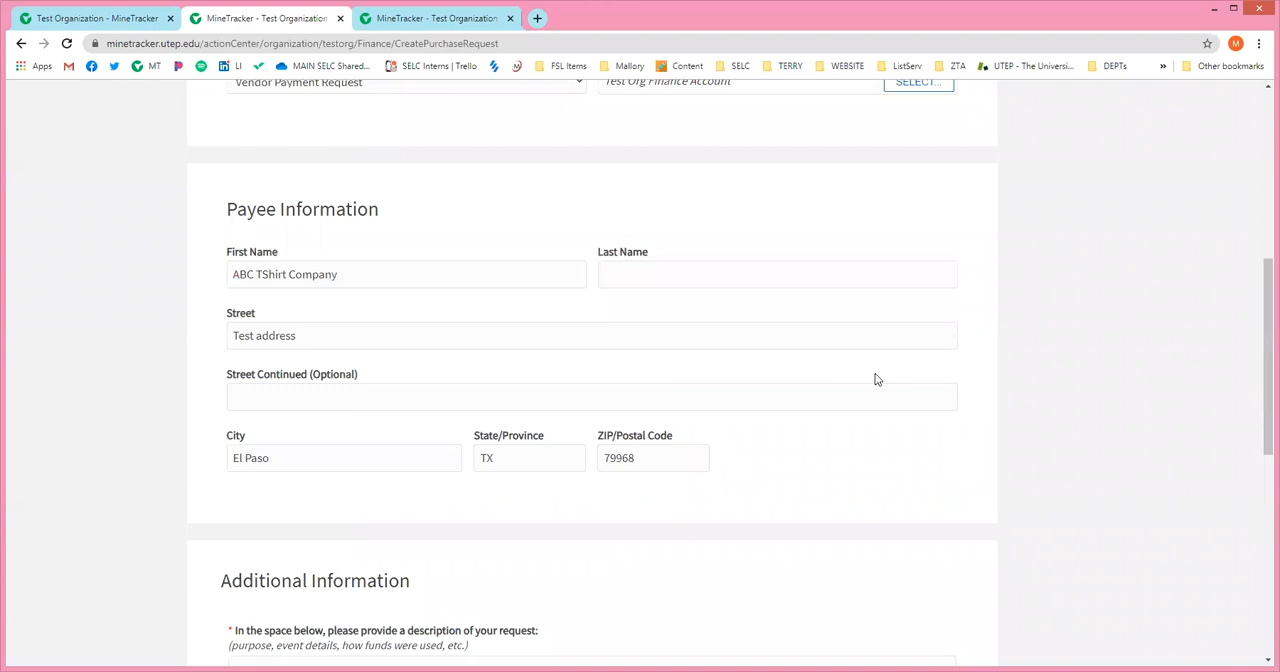 Test Organization - MineTracker
MineTracker - Test Organization
MineTracker - Test Organization
minetracker.utep.edu/actionCenter/organization/testorg/Finance/CreatePurchaseRequest
M
Apps
MT
LI
MAIN SELC Shared...
SELC Interns | Trello
FSL Items
Mallory
Content
SELC
TERRY
WEBSITE
ListServ
ZTA
UTEP - The Universi...
DEPTs
»
Other bookmarks
Vendor Payment Request
Test Org Finance Account
SELECT...
Payee Information
First Name
Last Name
ABC TShirt Company
Street
Test address
Street Continued (Optional)
City
State/Province
ZIP/Postal Code
El Paso
TX
79968
Additional Information
* In the space below, please provide a description of your request:
(purpose, event details, how funds were used, etc.)